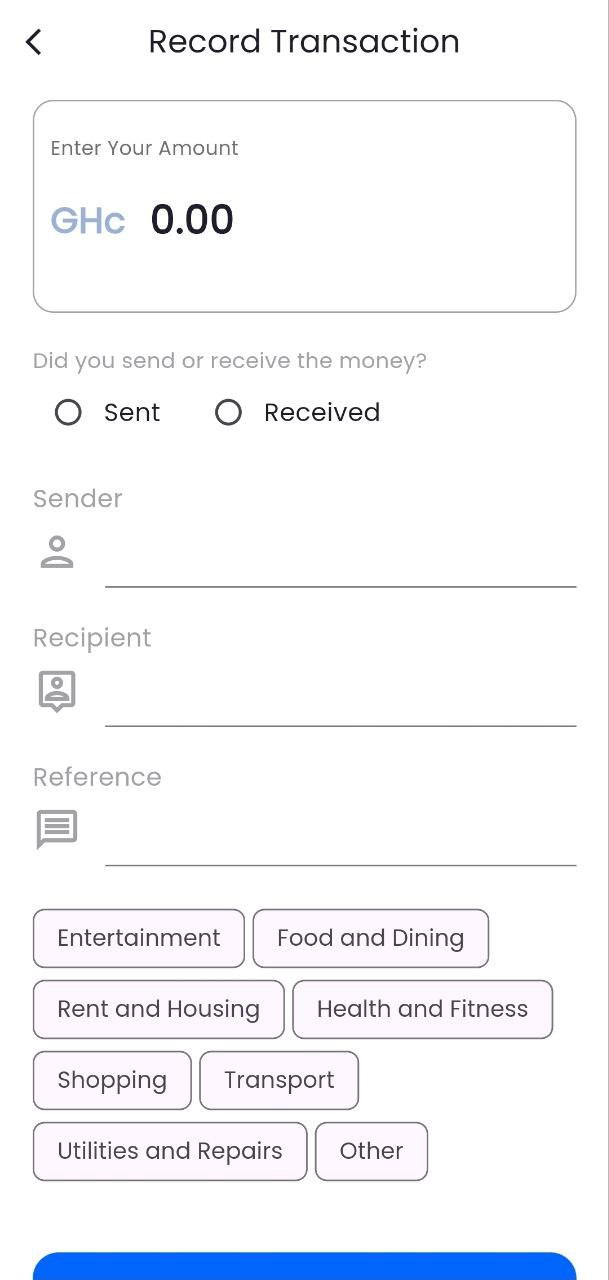 Record Transaction
Enter Your Amount
GHc 0.00
Did you send or receive the money?
Sent Received
Sender
Recipient
Reference
Entertainment Food and Dining
Rent and Housing Health and Fitness
Shopping Transport
Utilities and Repairs Other